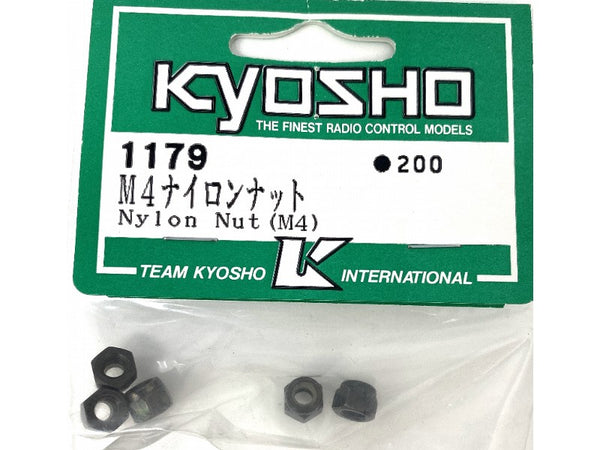 KYOSHO
THE FINEST RADIO CONTROL MODELS
1179 ●200
M4ナイロンナット
Nylon Nut (M4)
TEAM KYOSHO K INTERNATIONAL